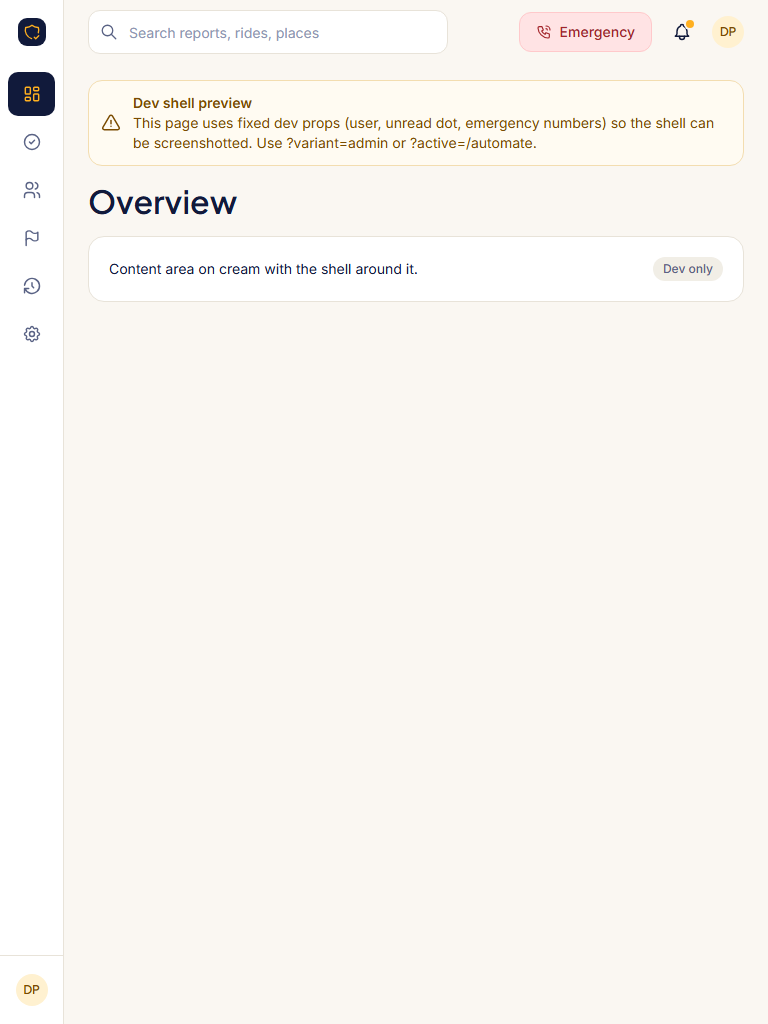 Search reports, rides, places
Emergency
DP
Dev shell preview
This page uses fixed dev props (user, unread dot, emergency numbers) so the shell can
be screenshotted. Use ?variant=admin or ?active=/automate.
Overview
Content area on cream with the shell around it.
Dev only
DP